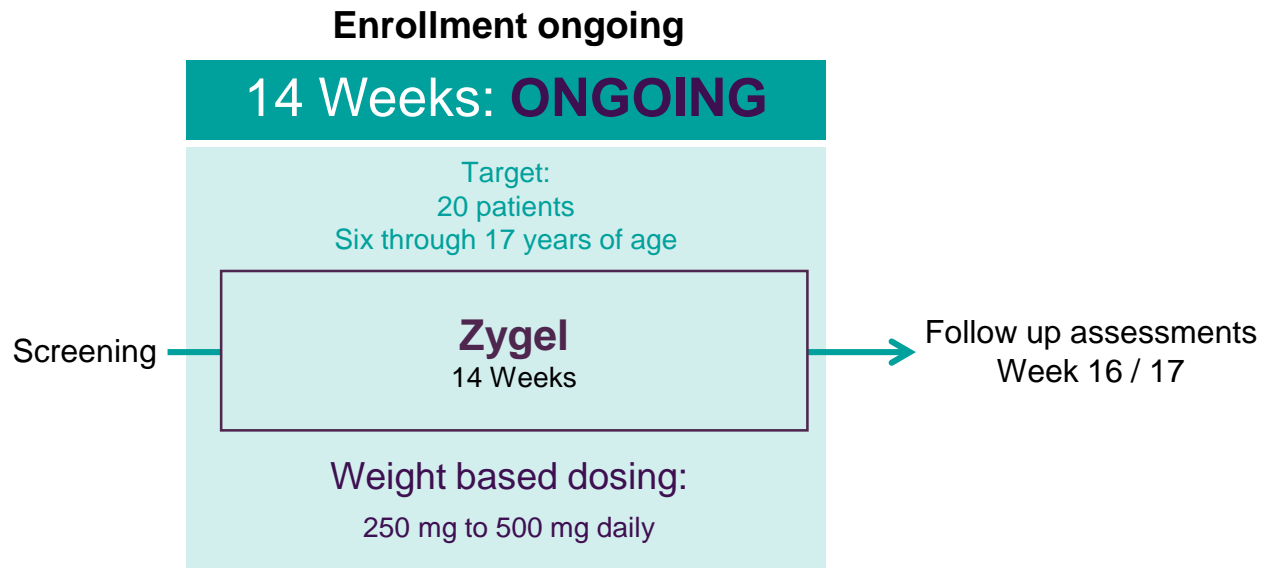 Enrollment ongoing
14 Weeks: ONGOING
Target:
20 patients
Six through 17 years of age
Screening
Zygel
14 Weeks
Follow up assessments
Week 16 / 17
Weight based dosing:
250 mg to 500 mg daily